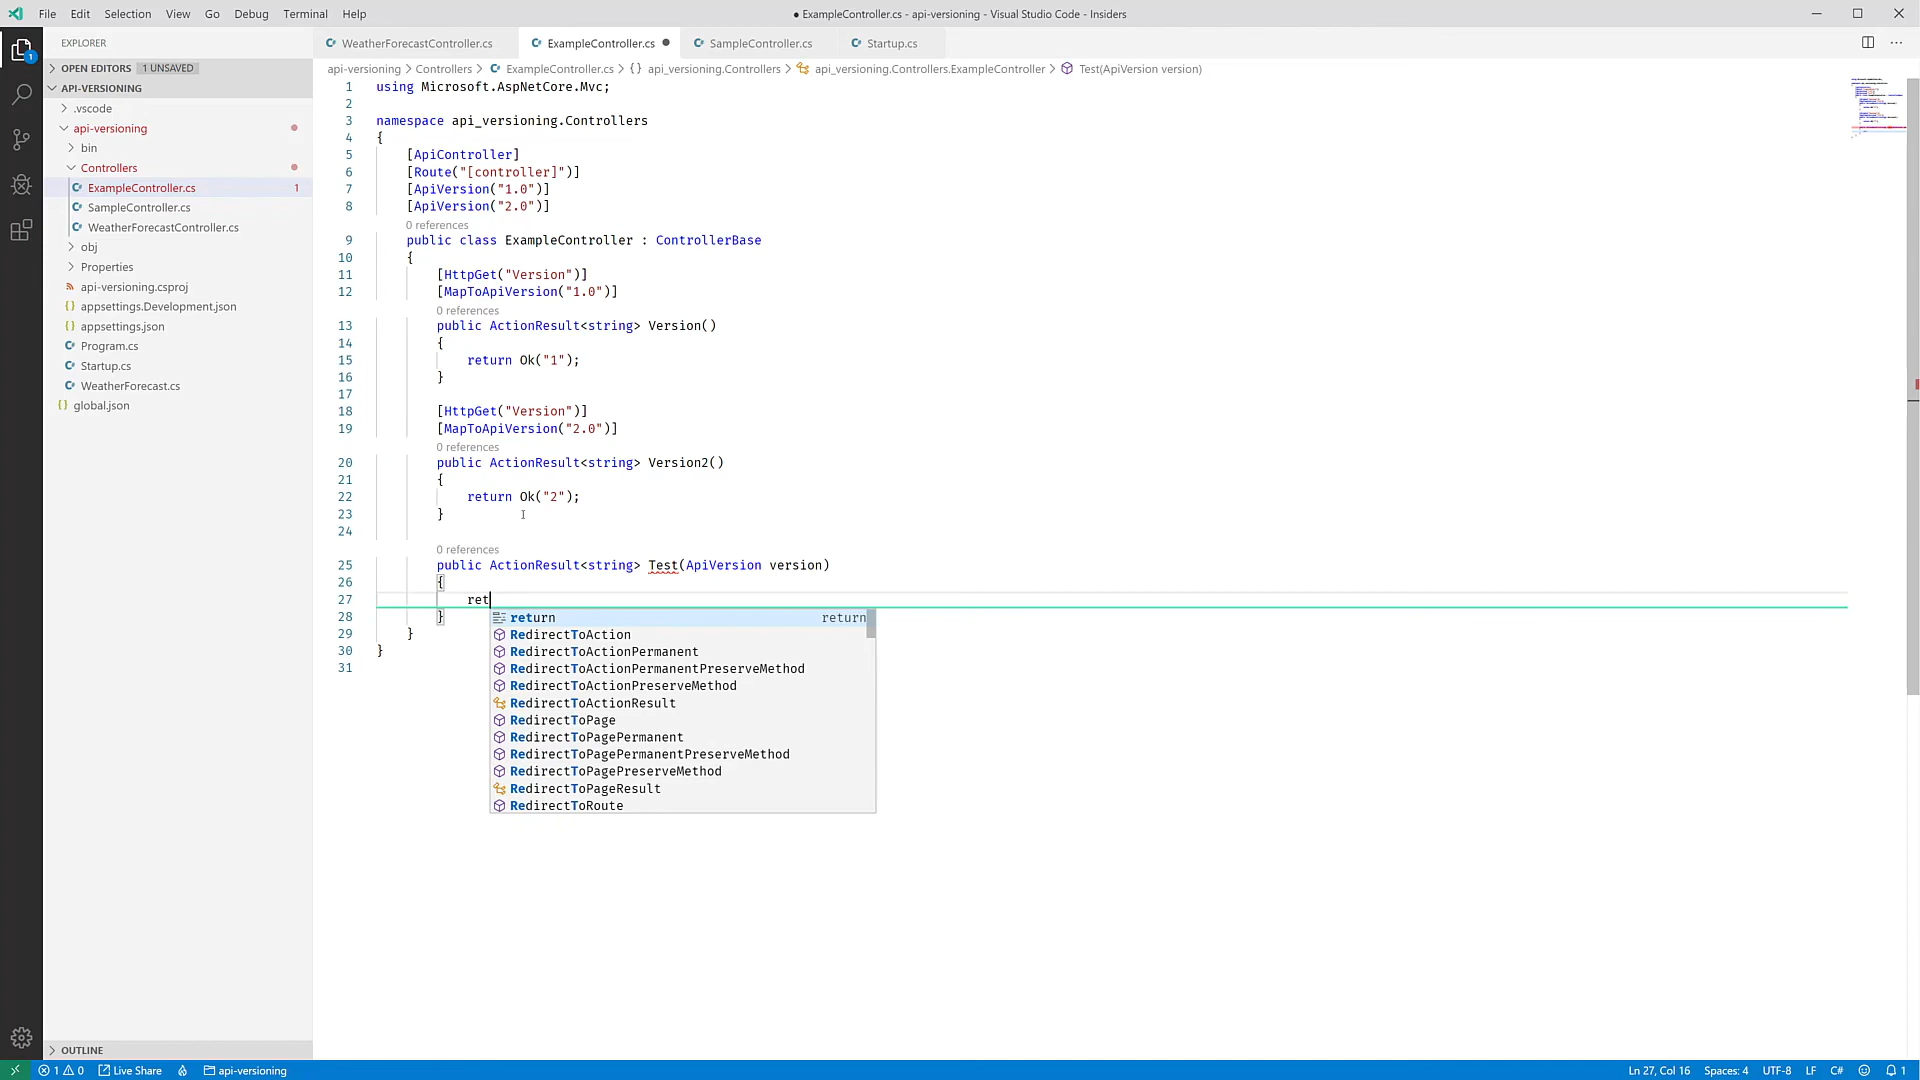 File Edit Selection View Go Debug Terminal Help
● ExampleController.cs - api-versioning - Visual Studio Code - Insiders
EXPLORER
OPEN EDITORS 1 UNSAVED
API-VERSIONING
.vscode
api-versioning
bin
Controllers
ExampleController.cs 1
SampleController.cs
WeatherForecastController.cs
obj
Properties
api-versioning.csproj
appsettings.Development.json
appsettings.json
Program.cs
Startup.cs
WeatherForecast.cs
global.json
OUTLINE
WeatherForecastController.cs ExampleController.cs ● SampleController.cs Startup.cs
api-versioning > Controllers > ExampleController.cs > {} api_versioning.Controllers > api_versioning.Controllers.ExampleController > Test(ApiVersion version)
1 using Microsoft.AspNetCore.Mvc;
2
3 namespace api_versioning.Controllers
4 {
5 [ApiController]
6 [Route("[controller]")]
7 [ApiVersion("1.0")]
8 [ApiVersion("2.0")]
0 references
9 public class ExampleController : ControllerBase
10 {
11 [HttpGet("Version")]
12 [MapToApiVersion("1.0")]
0 references
13 public ActionResult<string> Version()
14 {
15 return Ok("1");
16 }
17
18 [HttpGet("Version")]
19 [MapToApiVersion("2.0")]
0 references
20 public ActionResult<string> Version2()
21 {
22 return Ok("2");
23 }
24
0 references
25 public ActionResult<string> Test(ApiVersion version)
26 {
27 ret
28 }
29 }
30 }
31
return return
RedirectToAction
RedirectToActionPermanent
RedirectToActionPermanentPreserveMethod
RedirectToActionPreserveMethod
RedirectToActionResult
RedirectToPage
RedirectToPagePermanent
RedirectToPagePermanentPreserveMethod
RedirectToPagePreserveMethod
RedirectToPageResult
RedirectToRoute
1 0 Live Share api-versioning
Ln 27, Col 16 Spaces: 4 UTF-8 LF C# 1